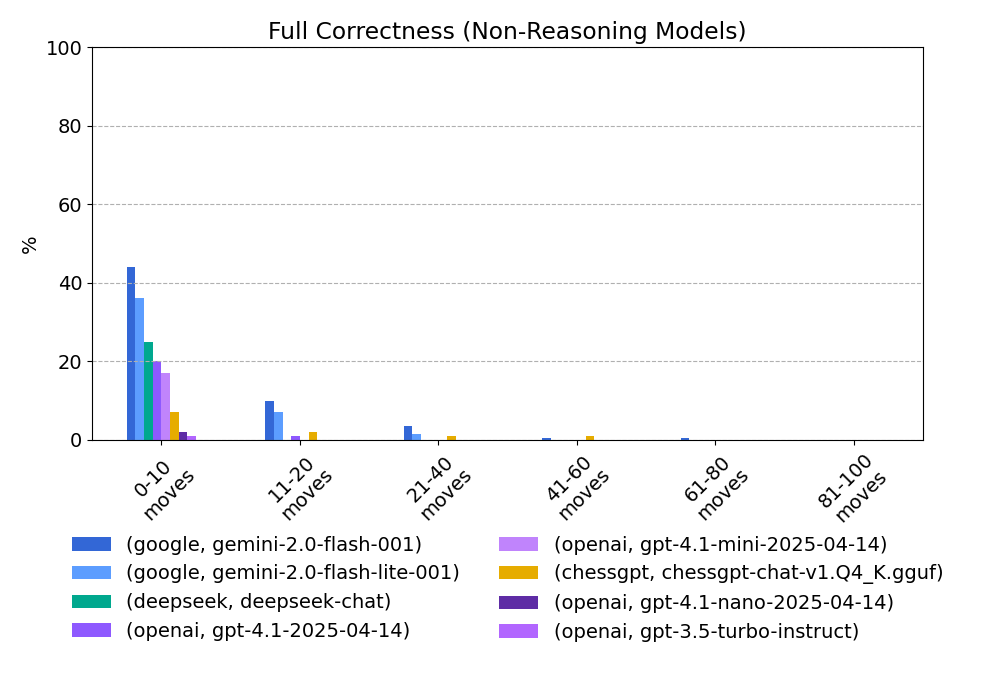 Full Correctness (Non-Reasoning Models)
100
80
60
40
20
0
%
0-10
moves
11-20
moves
21-40
moves
41-60
moves
61-80
moves
81-100
moves
(google, gemini-2.0-flash-001)
(google, gemini-2.0-flash-lite-001)
(deepseek, deepseek-chat)
(openai, gpt-4.1-2025-04-14)
(openai, gpt-4.1-mini-2025-04-14)
(chessgpt, chessgpt-chat-v1.Q4_K.gguf)
(openai, gpt-4.1-nano-2025-04-14)
(openai, gpt-3.5-turbo-instruct)